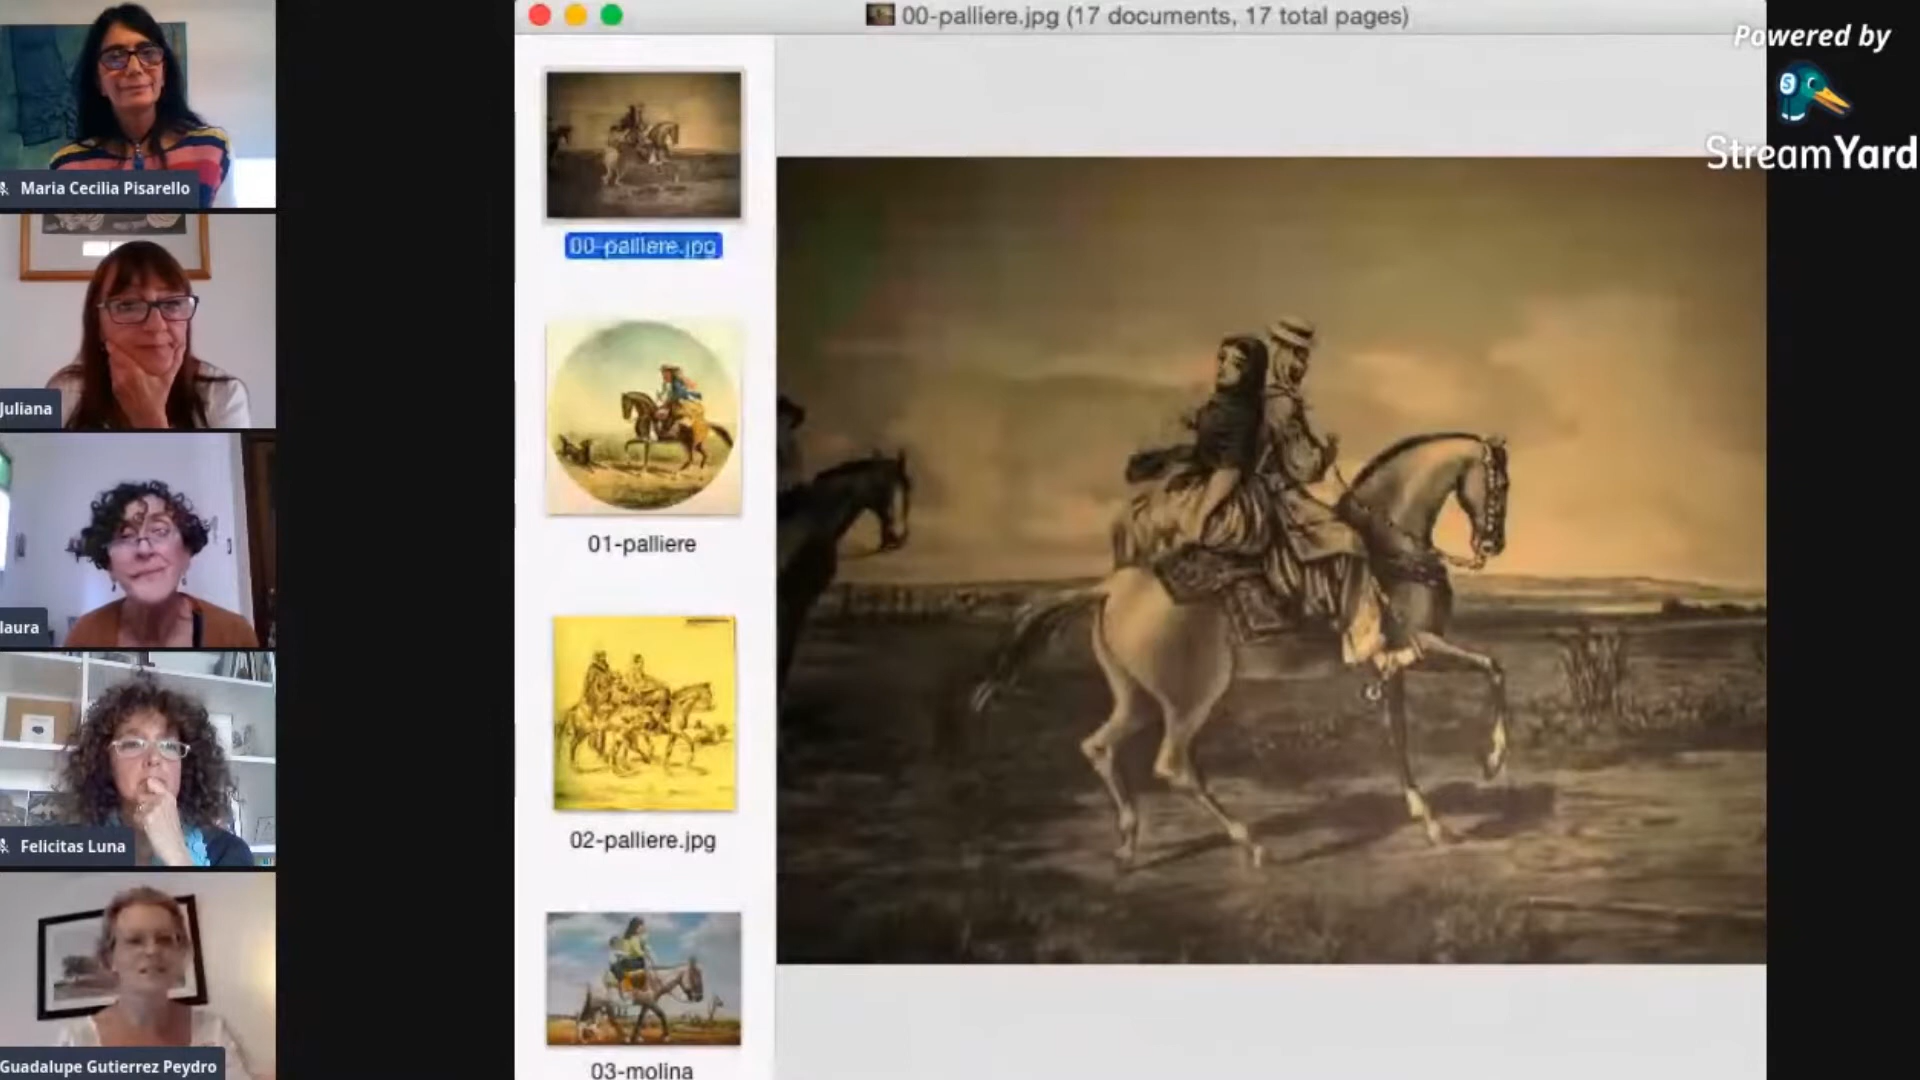 Maria Cecilia Pisarello
Juliana
laura
Felicitas Luna
Guadalupe Gutierrez Peydro
00-palliere.jpg (17 documents, 17 total pages)
00-palliere.jpg
01-palliere
02-palliere.jpg
03-molina
Powered by
S
StreamYard